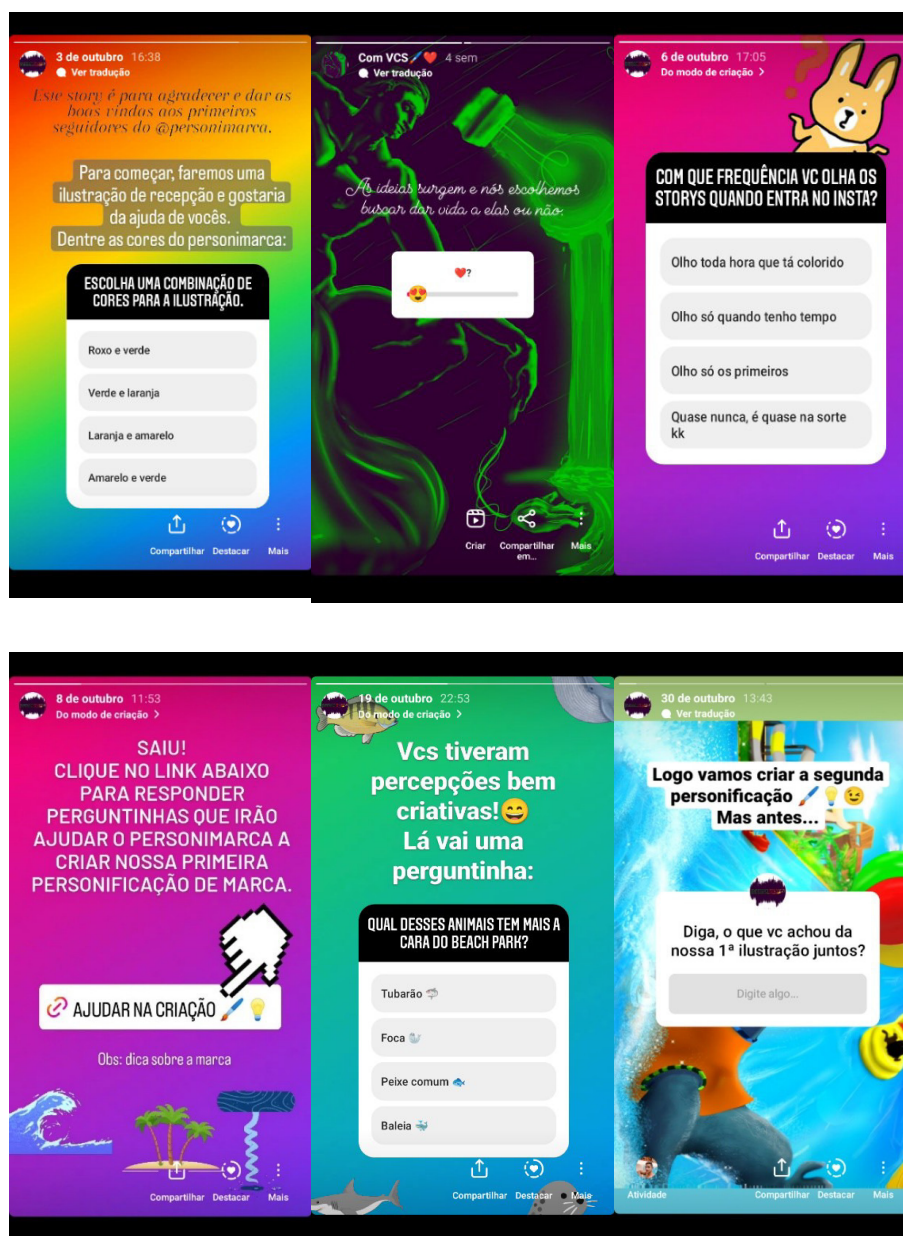 3 de outubro 16:38
Ver tradução
Este story é para agradecer e dar as
boas vindas aos primeiros
seguidores do @personimarca.
Para começar, faremos uma
ilustração de recepção e gostaria
da ajuda de vocês.
Dentre as cores do personimarca:
ESCOLHA UMA COMBINAÇÃO DE
CORES PARA A ILUSTRAÇÃO.
Roxo e verde
Verde e laranja
Laranja e amarelo
Amarelo e verde
Compartilhar Destacar Mais
Com VCS🖌️❤️ 4 sem
Ver tradução
As ideias surgem e nós escolhemos
buscar dar vida a elas ou não.
❤️?
Criar Compartilhar em... Mais
6 de outubro 17:05
Do modo de criação >
COM QUE FREQUÊNCIA VC OLHA OS
STORYS QUANDO ENTRA NO INSTA?
Olho toda hora que tá colorido
Olho só quando tenho tempo
Olho só os primeiros
Quase nunca, é quase na sorte
kk
Compartilhar Destacar Mais
8 de outubro 11:53
Do modo de criação >
SAIU!
CLIQUE NO LINK ABAIXO
PARA RESPONDER
PERGUNTINHAS QUE IRÃO
AJUDAR O PERSONIMARCA A
CRIAR NOSSA PRIMEIRA
PERSONIFICAÇÃO DE MARCA.
AJUDAR NA CRIAÇÃO 🖌️💡
Obs: dica sobre a marca
Compartilhar Destacar Mais
19 de outubro 22:53
Do modo de criação >
Vcs tiveram
percepções bem
criativas!😄
Lá vai uma
perguntinha:
QUAL DESSES ANIMAIS TEM MAIS A
CARA DO BEACH PARK?
Tubarão 🦈
Foca 🦭
Peixe comum 🐟
Baleia 🐳
Compartilhar Destacar Mais
30 de outubro 13:43
Ver tradução
Logo vamos criar a segunda
personificação 🖌️💡😉
Mas antes...
Diga, o que vc achou da
nossa 1ª ilustração juntos?
Digite algo...
Atividade Compartilhar Destacar Mais